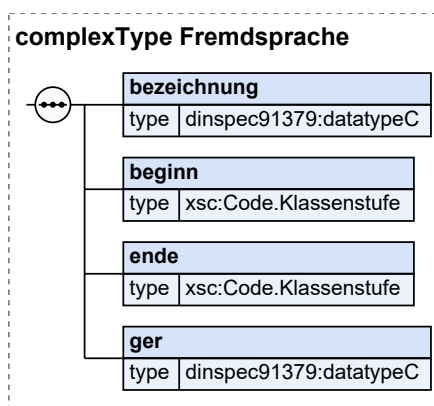 complexType Fremdsprache
bezeichnung
type dinspec91379:datatypeC
beginn
type xsc:Code.Klassenstufe
ende
type xsc:Code.Klassenstufe
ger
type dinspec91379:datatypeC